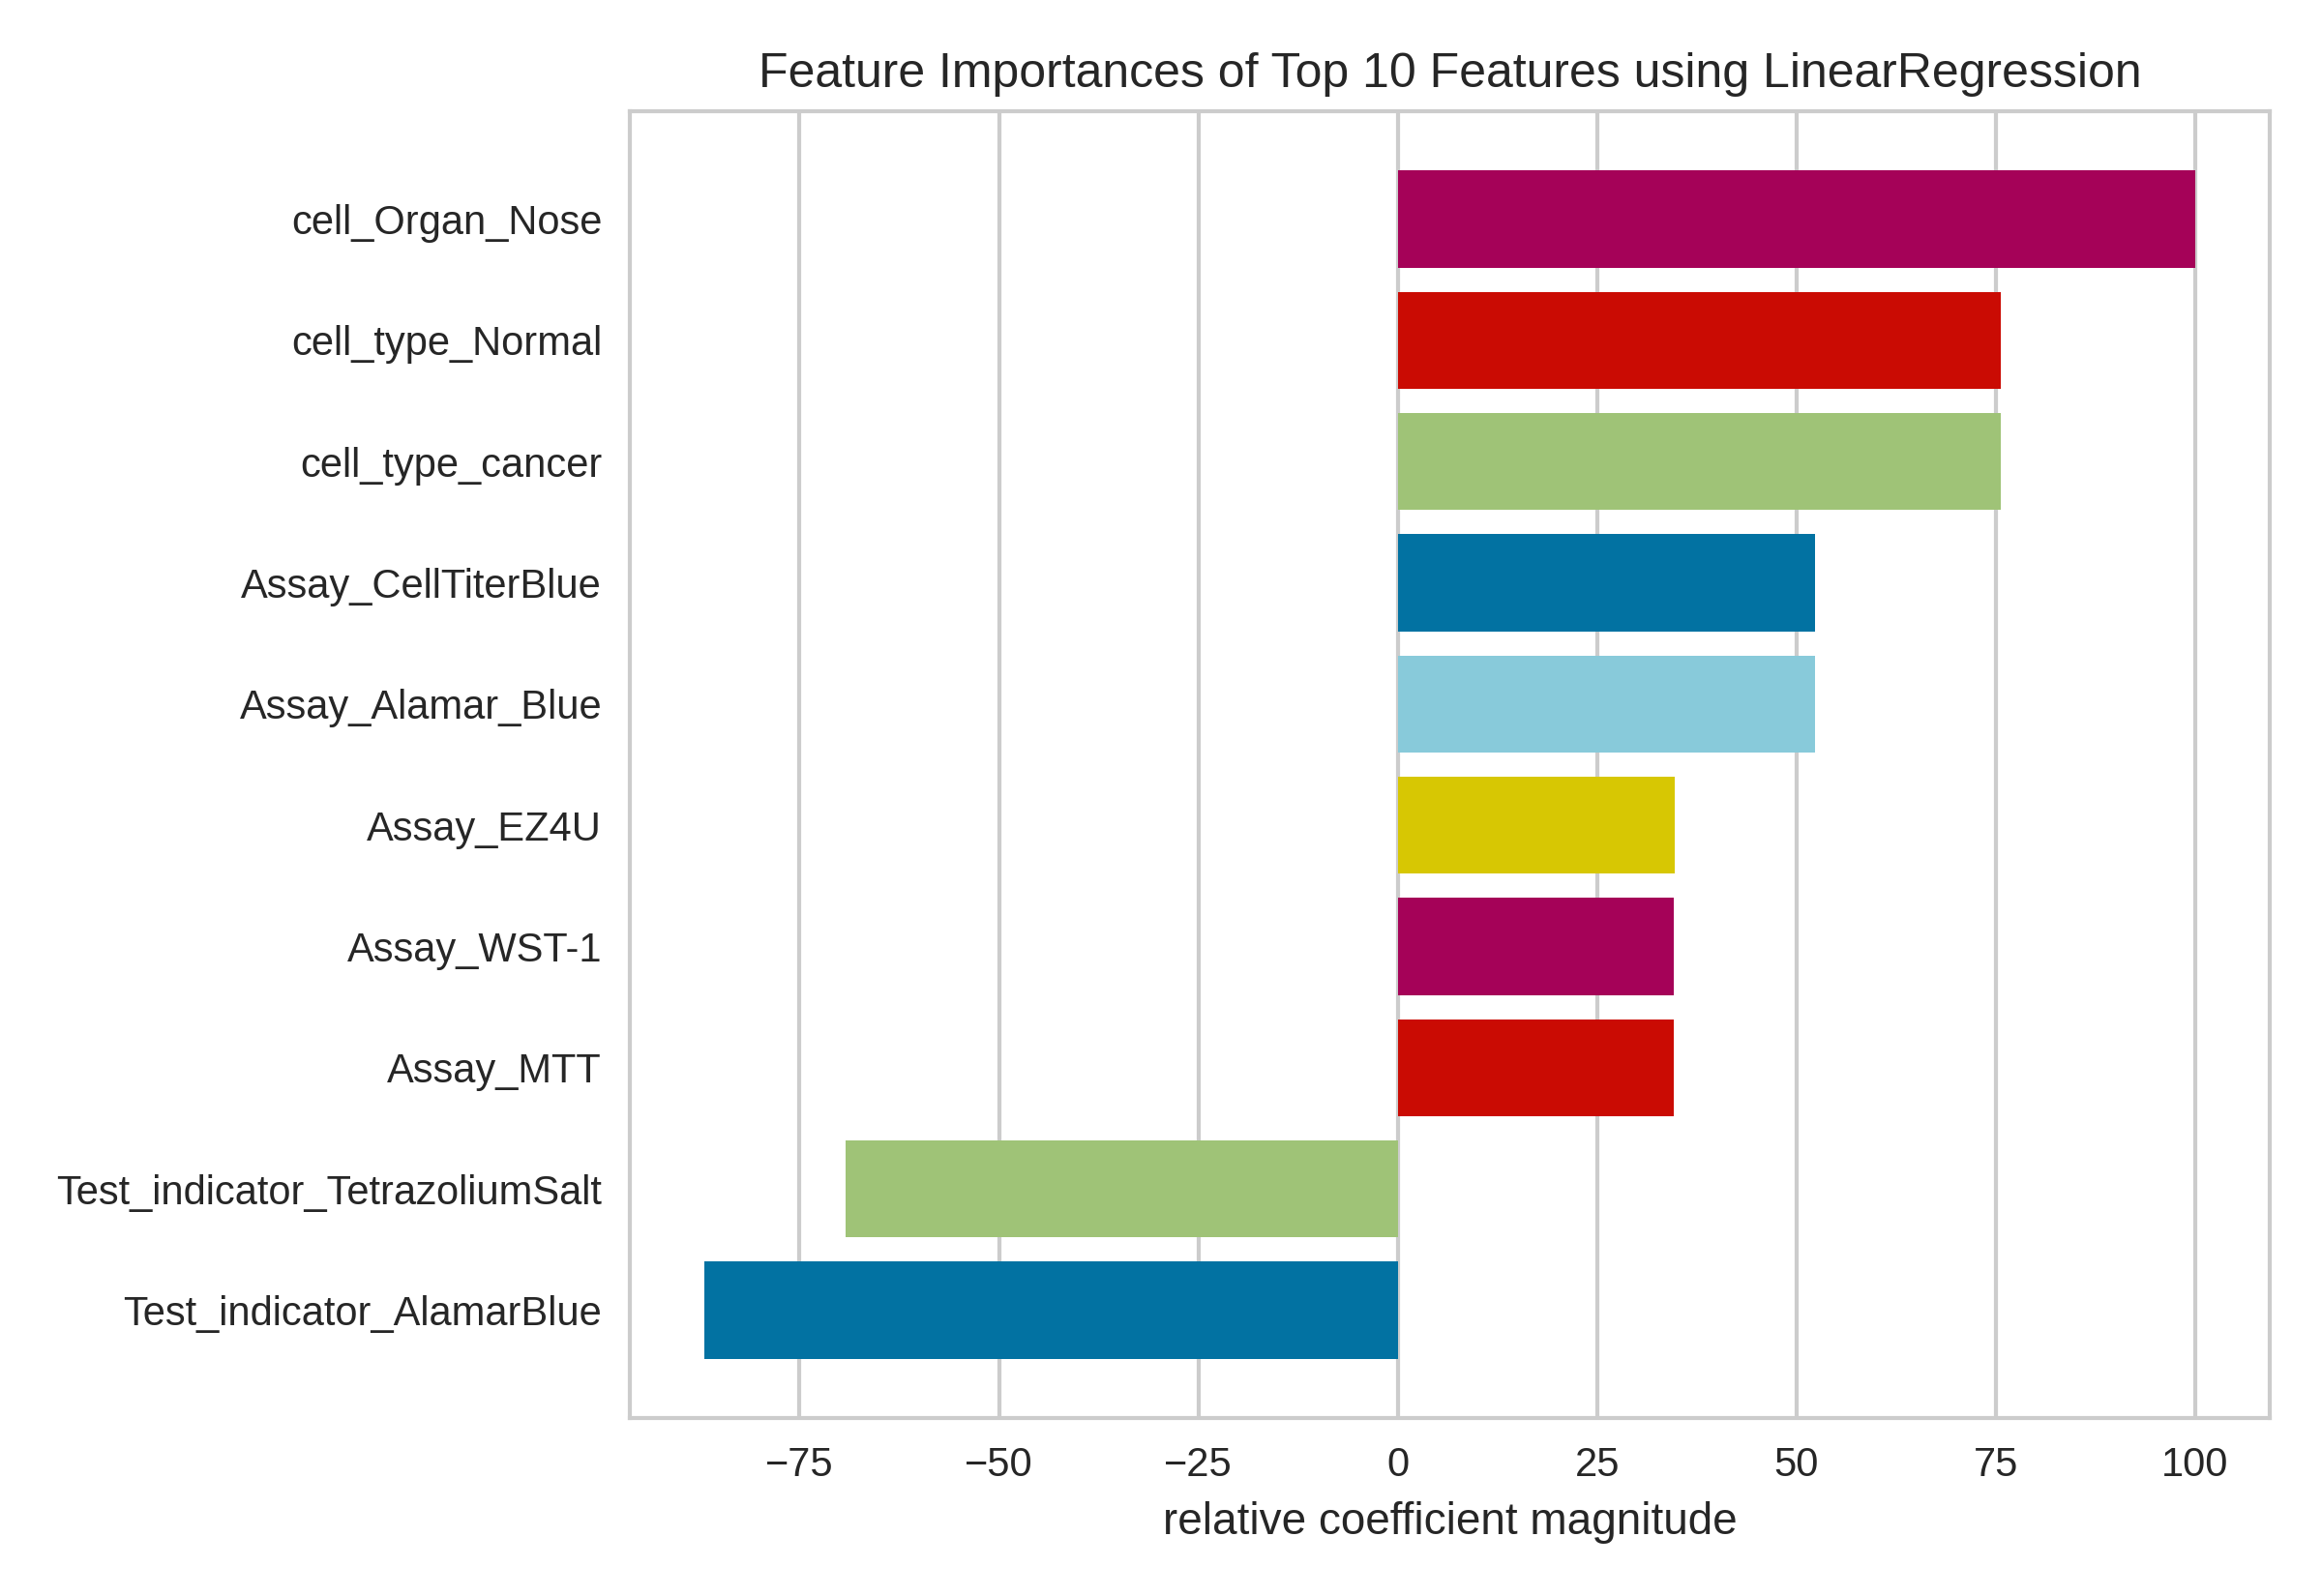 Feature Importances of Top 10 Features using LinearRegression
cell_Organ_Nose
cell_type_Normal
cell_type_cancer
Assay_CellTiterBlue
Assay_Alamar_Blue
Assay_EZ4U
Assay_WST-1
Assay_MTT
Test_indicator_TetrazoliumSalt
Test_indicator_AlamarBlue
−75 −50 −25 0 25 50 75 100
relative coefficient magnitude